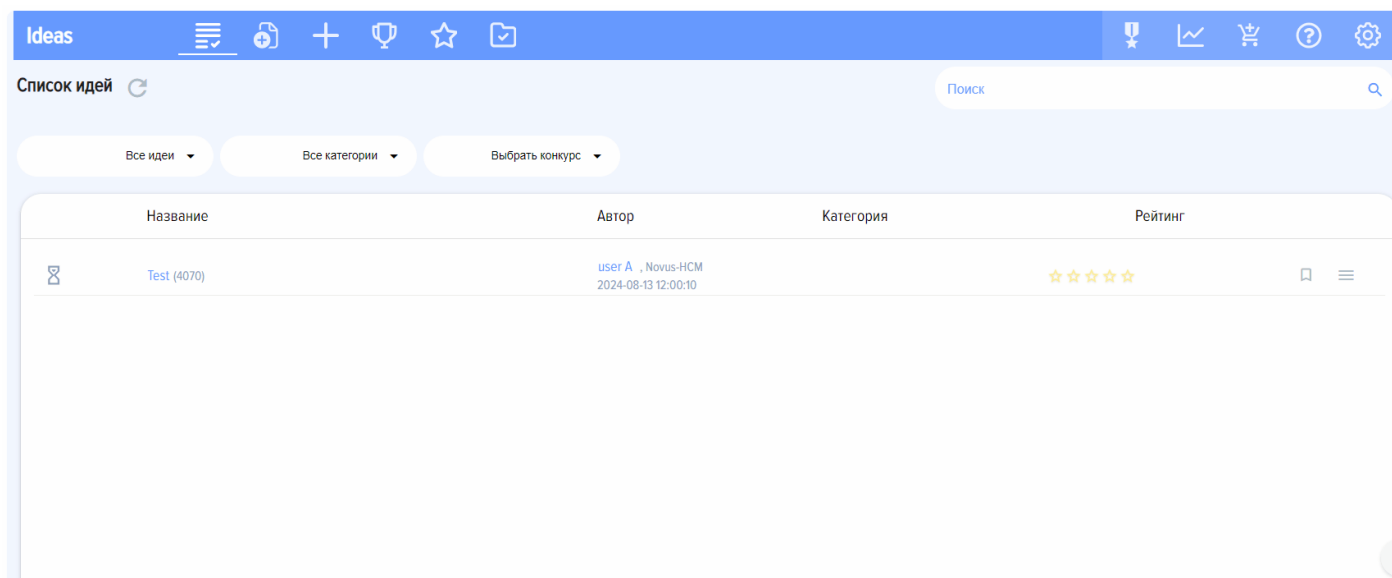 Ideas
Список идей
Поиск
Все идеи
Все категории
Выбрать конкурс
Название Автор Категория Рейтинг
Test (4070)
user A , Novus-HCM
2024-08-13 12:00:10